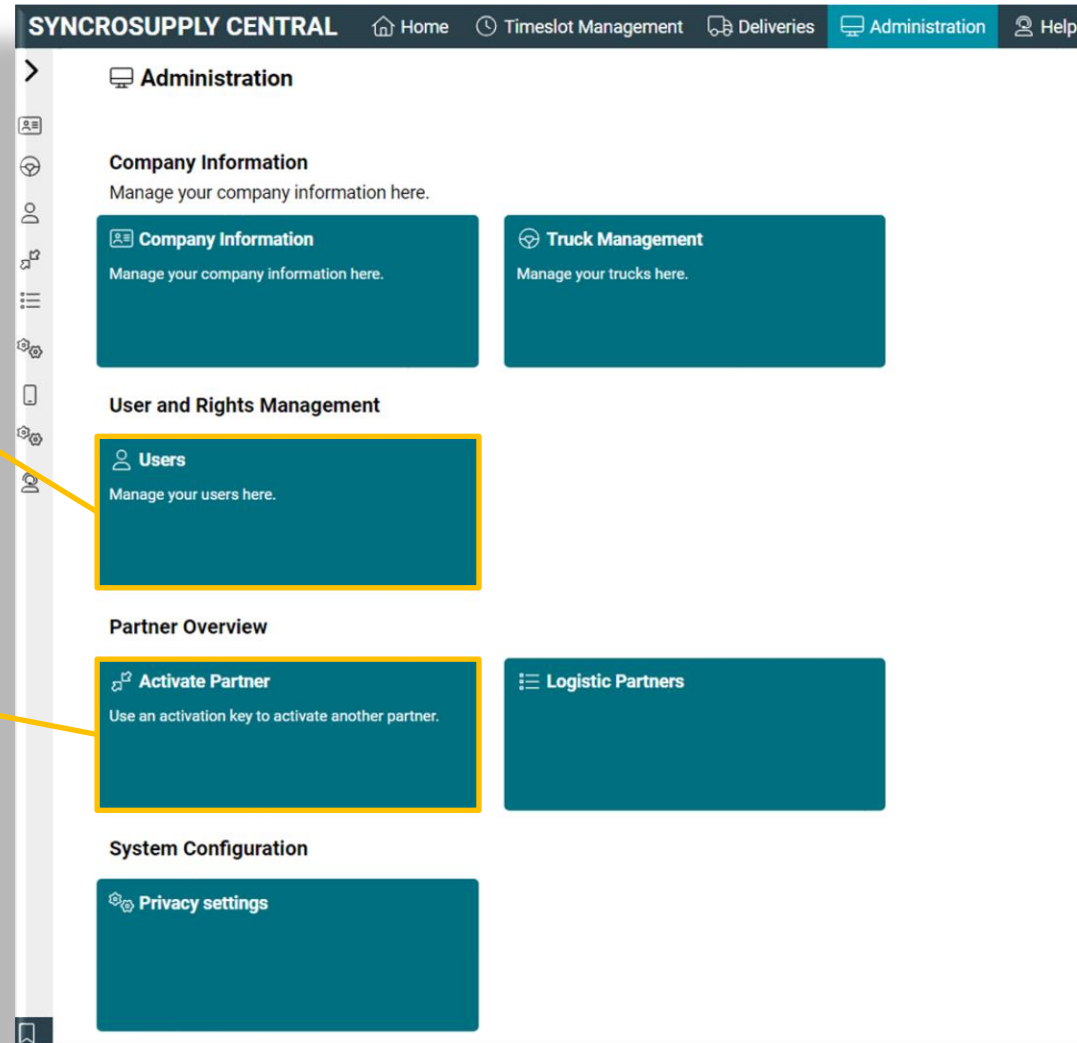 SYNCROSUPPLY CENTRAL Home Timeslot Management Deliveries Administration Help
Administration
Company Information
Manage your company information here.
Company Information
Manage your company information here.
Truck Management
Manage your trucks here.
User and Rights Management
Users
Manage your users here.
Partner Overview
Activate Partner
Use an activation key to activate another partner.
Logistic Partners
System Configuration
Privacy settings